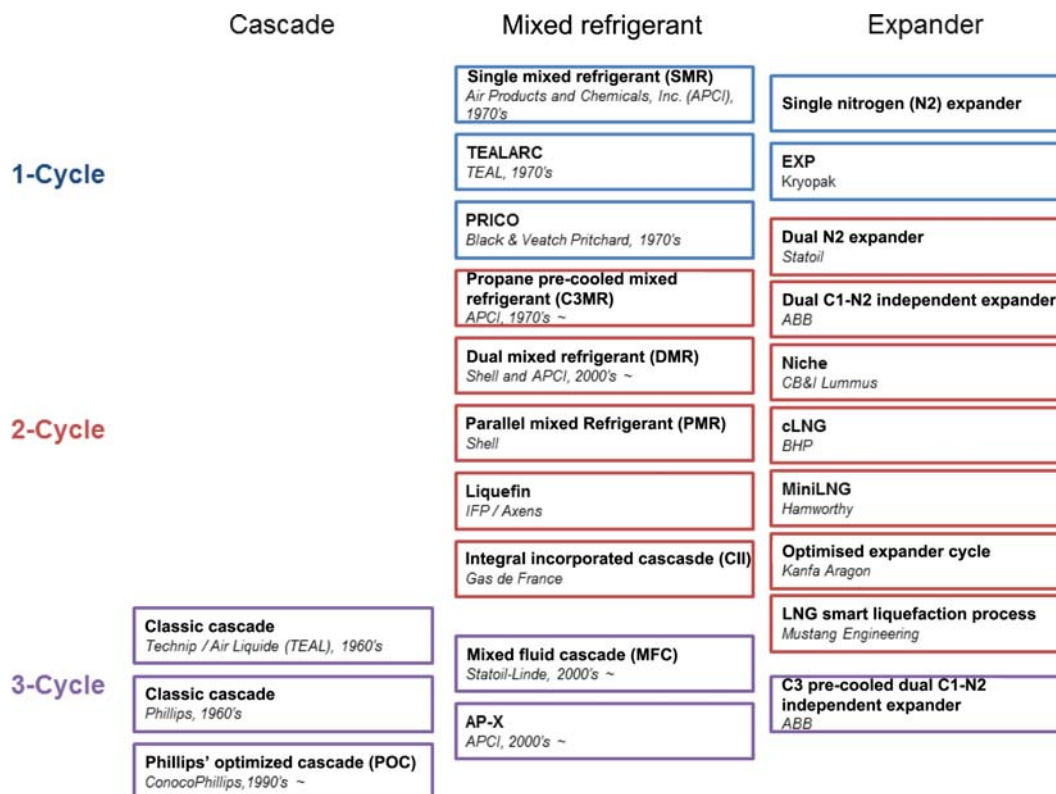 Cascade
Mixed refrigerant
Expander
1-Cycle
2-Cycle
3-Cycle
Classic cascade
Technip / Air Liquide (TEAL), 1960's
Classic cascade
Phillips, 1960's
Phillips' optimized cascade (POC)
ConocoPhillips,1990's ~
Single mixed refrigerant (SMR)
Air Products and Chemicals, Inc. (APCI),
1970's
TEALARC
TEAL, 1970's
PRICO
Black & Veatch Pritchard, 1970's
Propane pre-cooled mixed
refrigerant (C3MR)
APCI, 1970's ~
Dual mixed refrigerant (DMR)
Shell and APCI, 2000's ~
Parallel mixed Refrigerant (PMR)
Shell
Liquefin
IFP / Axens
Integral incorporated cascasde (CII)
Gas de France
Mixed fluid cascade (MFC)
Statoil-Linde, 2000's ~
AP-X
APCI, 2000's ~
Single nitrogen (N2) expander
EXP
Kryopak
Dual N2 expander
Statoil
Dual C1-N2 independent expander
ABB
Niche
CB&I Lummus
cLNG
BHP
MiniLNG
Hamworthy
Optimised expander cycle
Kanfa Aragon
LNG smart liquefaction process
Mustang Engineering
C3 pre-cooled dual C1-N2
independent expander
ABB